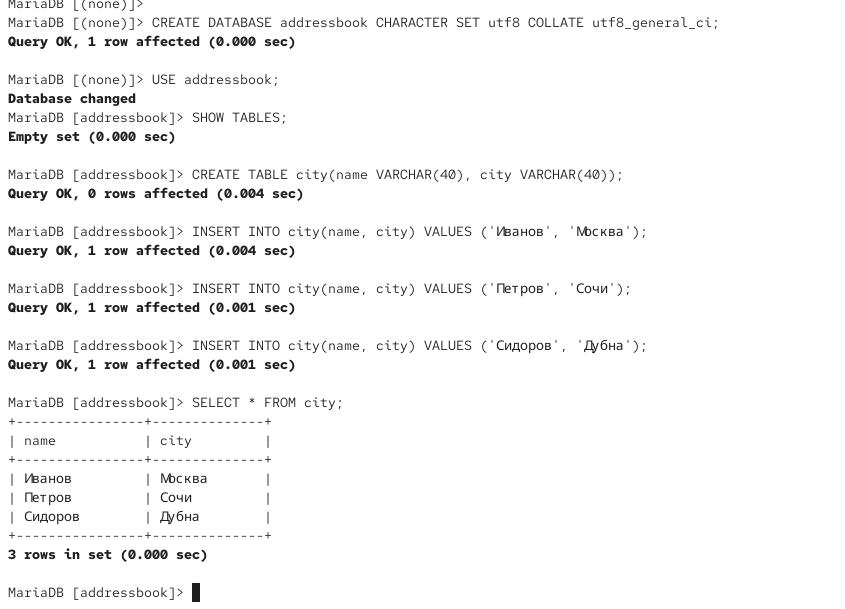 MariaDB [(none)]>
MariaDB [(none)]> CREATE DATABASE addressbook CHARACTER SET utf8 COLLATE utf8_general_ci;
Query OK, 1 row affected (0.000 sec)

MariaDB [(none)]> USE addressbook;
Database changed
MariaDB [addressbook]> SHOW TABLES;
Empty set (0.000 sec)

MariaDB [addressbook]> CREATE TABLE city(name VARCHAR(40), city VARCHAR(40));
Query OK, 0 rows affected (0.004 sec)

MariaDB [addressbook]> INSERT INTO city(name, city) VALUES ('Иванов', 'Москва');
Query OK, 1 row affected (0.004 sec)

MariaDB [addressbook]> INSERT INTO city(name, city) VALUES ('Петров', 'Сочи');
Query OK, 1 row affected (0.001 sec)

MariaDB [addressbook]> INSERT INTO city(name, city) VALUES ('Сидоров', 'Дубна');
Query OK, 1 row affected (0.001 sec)

MariaDB [addressbook]> SELECT * FROM city;
+----------------+--------------+
| name           | city         |
+----------------+--------------+
| Иванов         | Москва       |
| Петров         | Сочи         |
| Сидоров        | Дубна        |
+----------------+--------------+
3 rows in set (0.000 sec)

MariaDB [addressbook]>